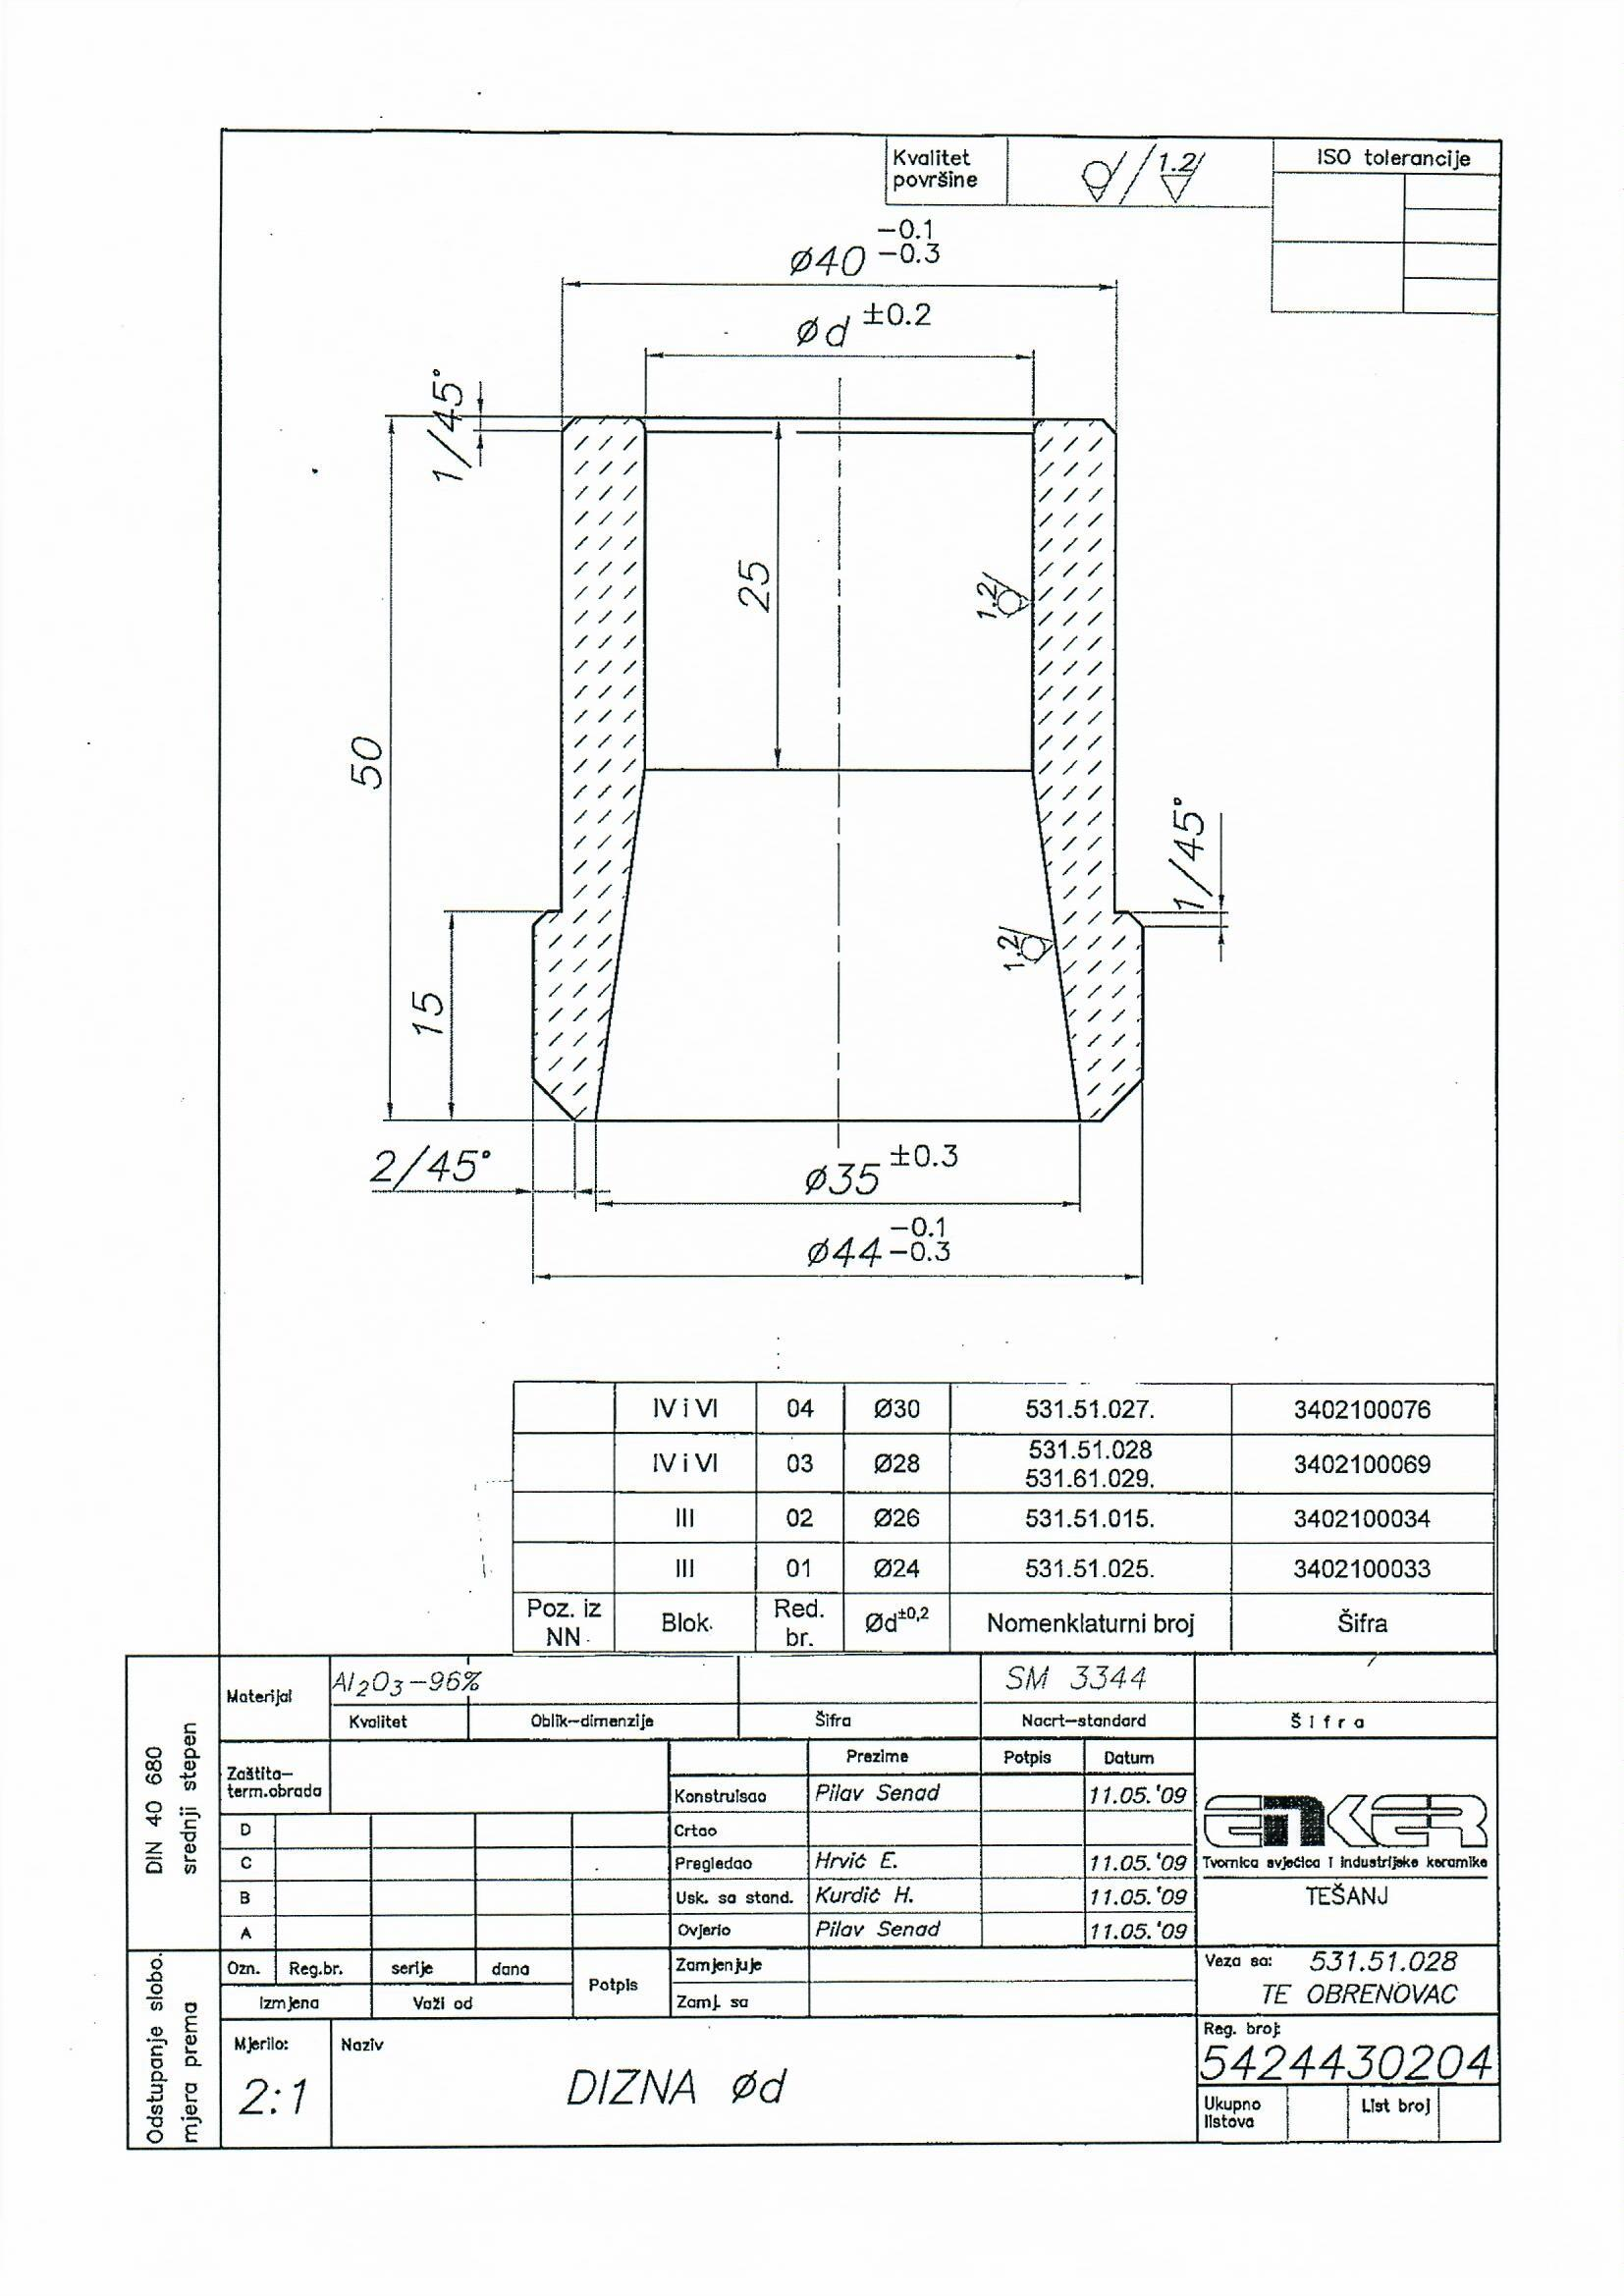 Kvalitet
površine
1.2
ISO tolerancije
-0.1
ø40 -0.3
ød ±0.2
1/45°
25
1.2
50
1/45°
1.2
15
2/45°
ø35 ±0.3
-0.1
ø44 -0.3
IV i VI 04 Ø30 531.51.027. 3402100076
IV i VI 03 Ø28 531.51.028 531.61.029. 3402100069
III 02 Ø26 531.51.015. 3402100034
III 01 Ø24 531.51.025. 3402100033
Poz. iz NN Blok. Red. br. Ød±0,2 Nomenklaturni broj Šifra
Materijal Al2O3-96% SM 3344
Kvalitet Oblik-dimenzije Šifra Nacrt-standard Šifra
DIN 40 680
srednji stepen
Zaštita-
term.obrada
Prezime Potpis Datum
Konstruisao Pilav Senad 11.05.'09
D Crtao
C Pregledao Hrvić E. 11.05.'09
B Usk. sa stand. Kurdić H. 11.05.'09
A Ovjerio Pilav Senad 11.05.'09
ENKER
Tvornica svjećica i industrijske keramike
TEŠANJ
Odstupanje slobo.
mjera prema
Ozn. Reg.br. serije dana Potpis
Izmjena Važi od
Zamjenjuje
Zamj. sa
Veza sa: 531.51.028
TE OBRENOVAC
Mjerilo:
2:1
Naziv
DIZNA ød
Reg. broj:
5424430204
Ukupno
listova
List broj